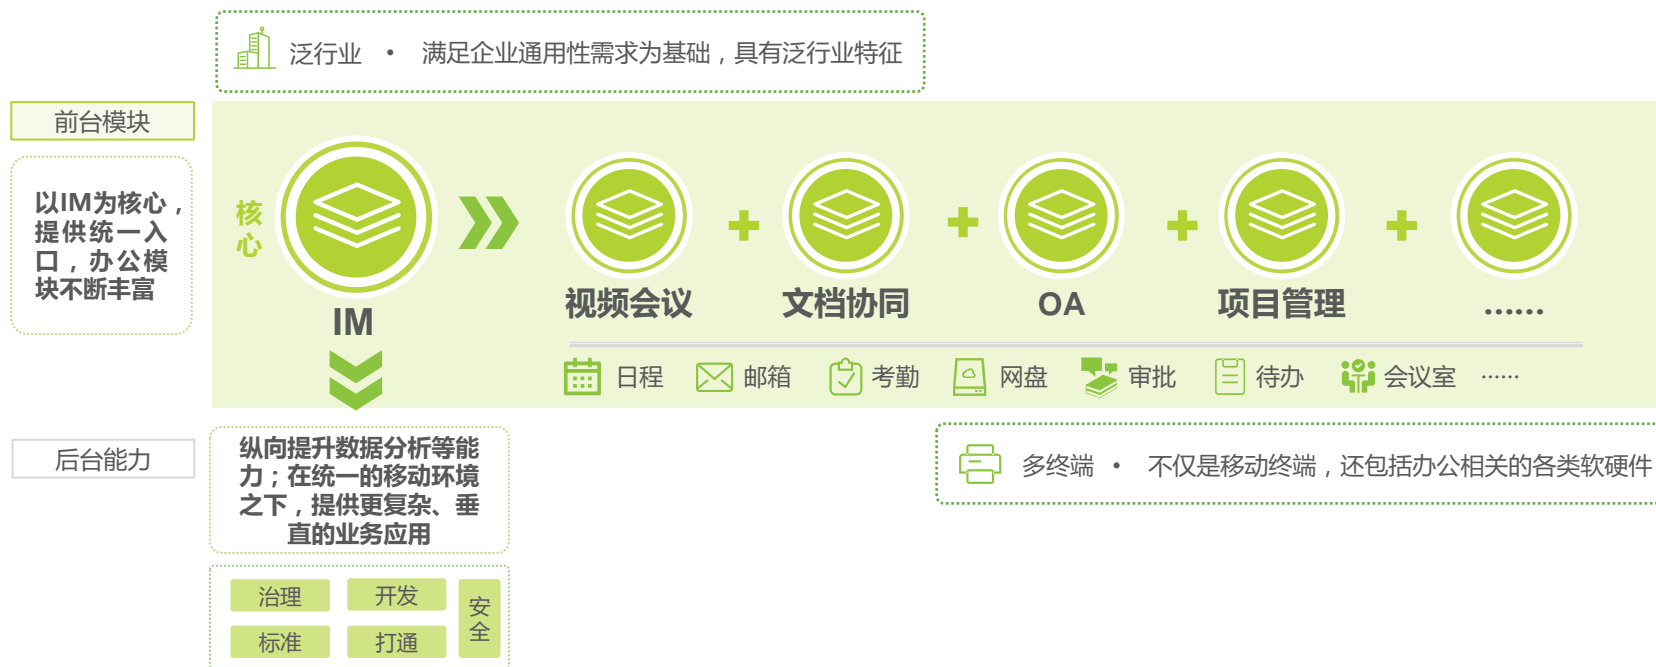 泛行业 • 满足企业通用性需求为基础，具有泛行业特征
前台模块
以IM为核心，
提供统一入
口，办公模
块不断丰富
核
心
IM
视频会议
文档协同
OA
项目管理
……
日程
邮箱
考勤
网盘
审批
待办
会议室
……
后台能力
纵向提升数据分析等能
力；在统一的移动环境
之下，提供更复杂、垂
直的业务应用
多终端 • 不仅是移动终端，还包括办公相关的各类软硬件
治理
开发
安
全
标准
打通